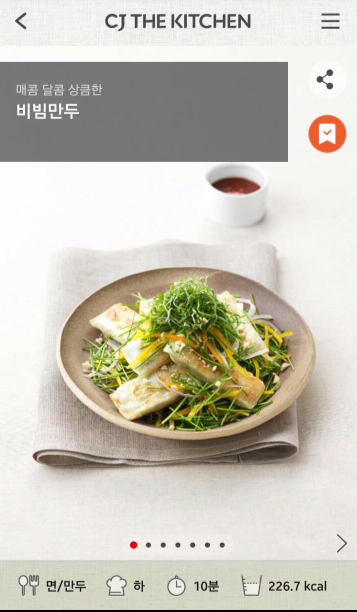 CJ THE KITCHEN
매콤 달콤 상큼한
비빔만두
면/만두 하 10분 226.7 kcal